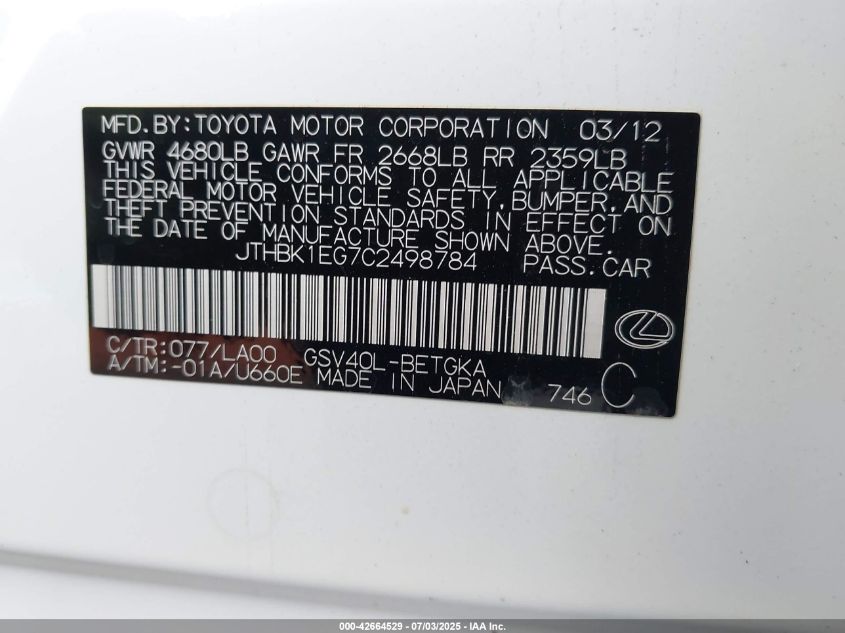 MFD.BY:TOYOTA MOTOR CORPORATION 03/12
GVWR 4680LB GAWR FR 2668LB RR 2359LB
THIS VEHICLE CONFORMS TO ALL APPLICABLE
FEDERAL MOTOR VEHICLE SAFETY,BUMPER,AND
THEFT PREVENTION STANDARDS IN EFFECT ON
THE DATE OF MANUFACTURE SHOWN ABOVE.
JTHBK1EG7C2498784 PASS.CAR
C/TR:077/LA00 GSV40L-BETGKA
A/TM:-01A/U660E MADE IN JAPAN 746 C
000-42664529 - 07/03/2025 - IAA Inc.